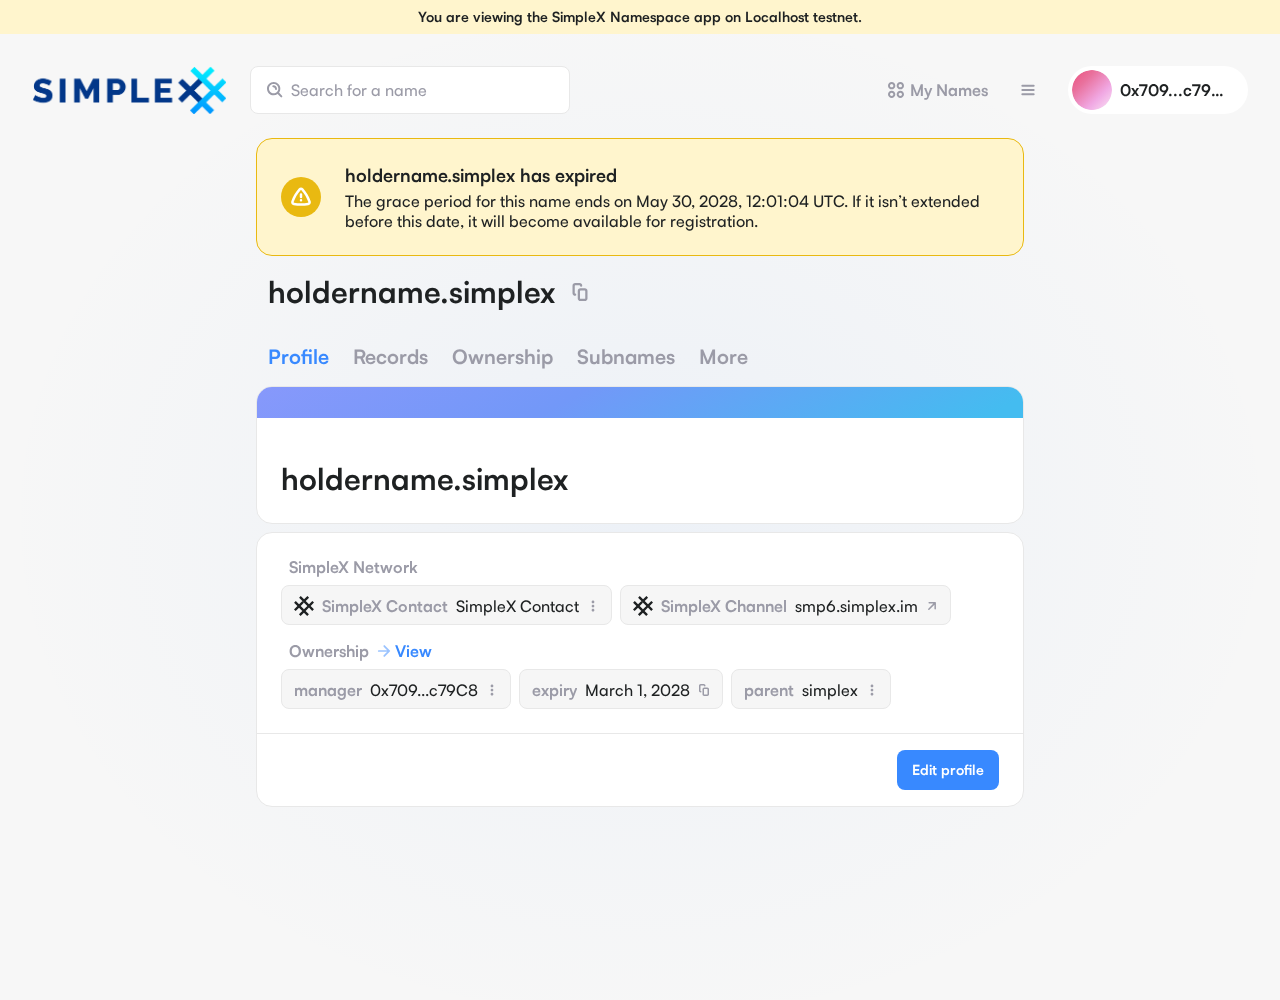 You are viewing the SimpleX Namespace app on Localhost testnet.
SIMPLEX
Search for a name
My Names
0x709...c79...
holdername.simplex has expired
The grace period for this name ends on May 30, 2028, 12:01:04 UTC. If it isn't extended
before this date, it will become available for registration.
holdername.simplex
Profile Records Ownership Subnames More
holdername.simplex
SimpleX Network
SimpleX Contact SimpleX Contact SimpleX Channel smp6.simplex.im
Ownership → View
manager 0x709...c79C8 expiry March 1, 2028 parent simplex
Edit profile